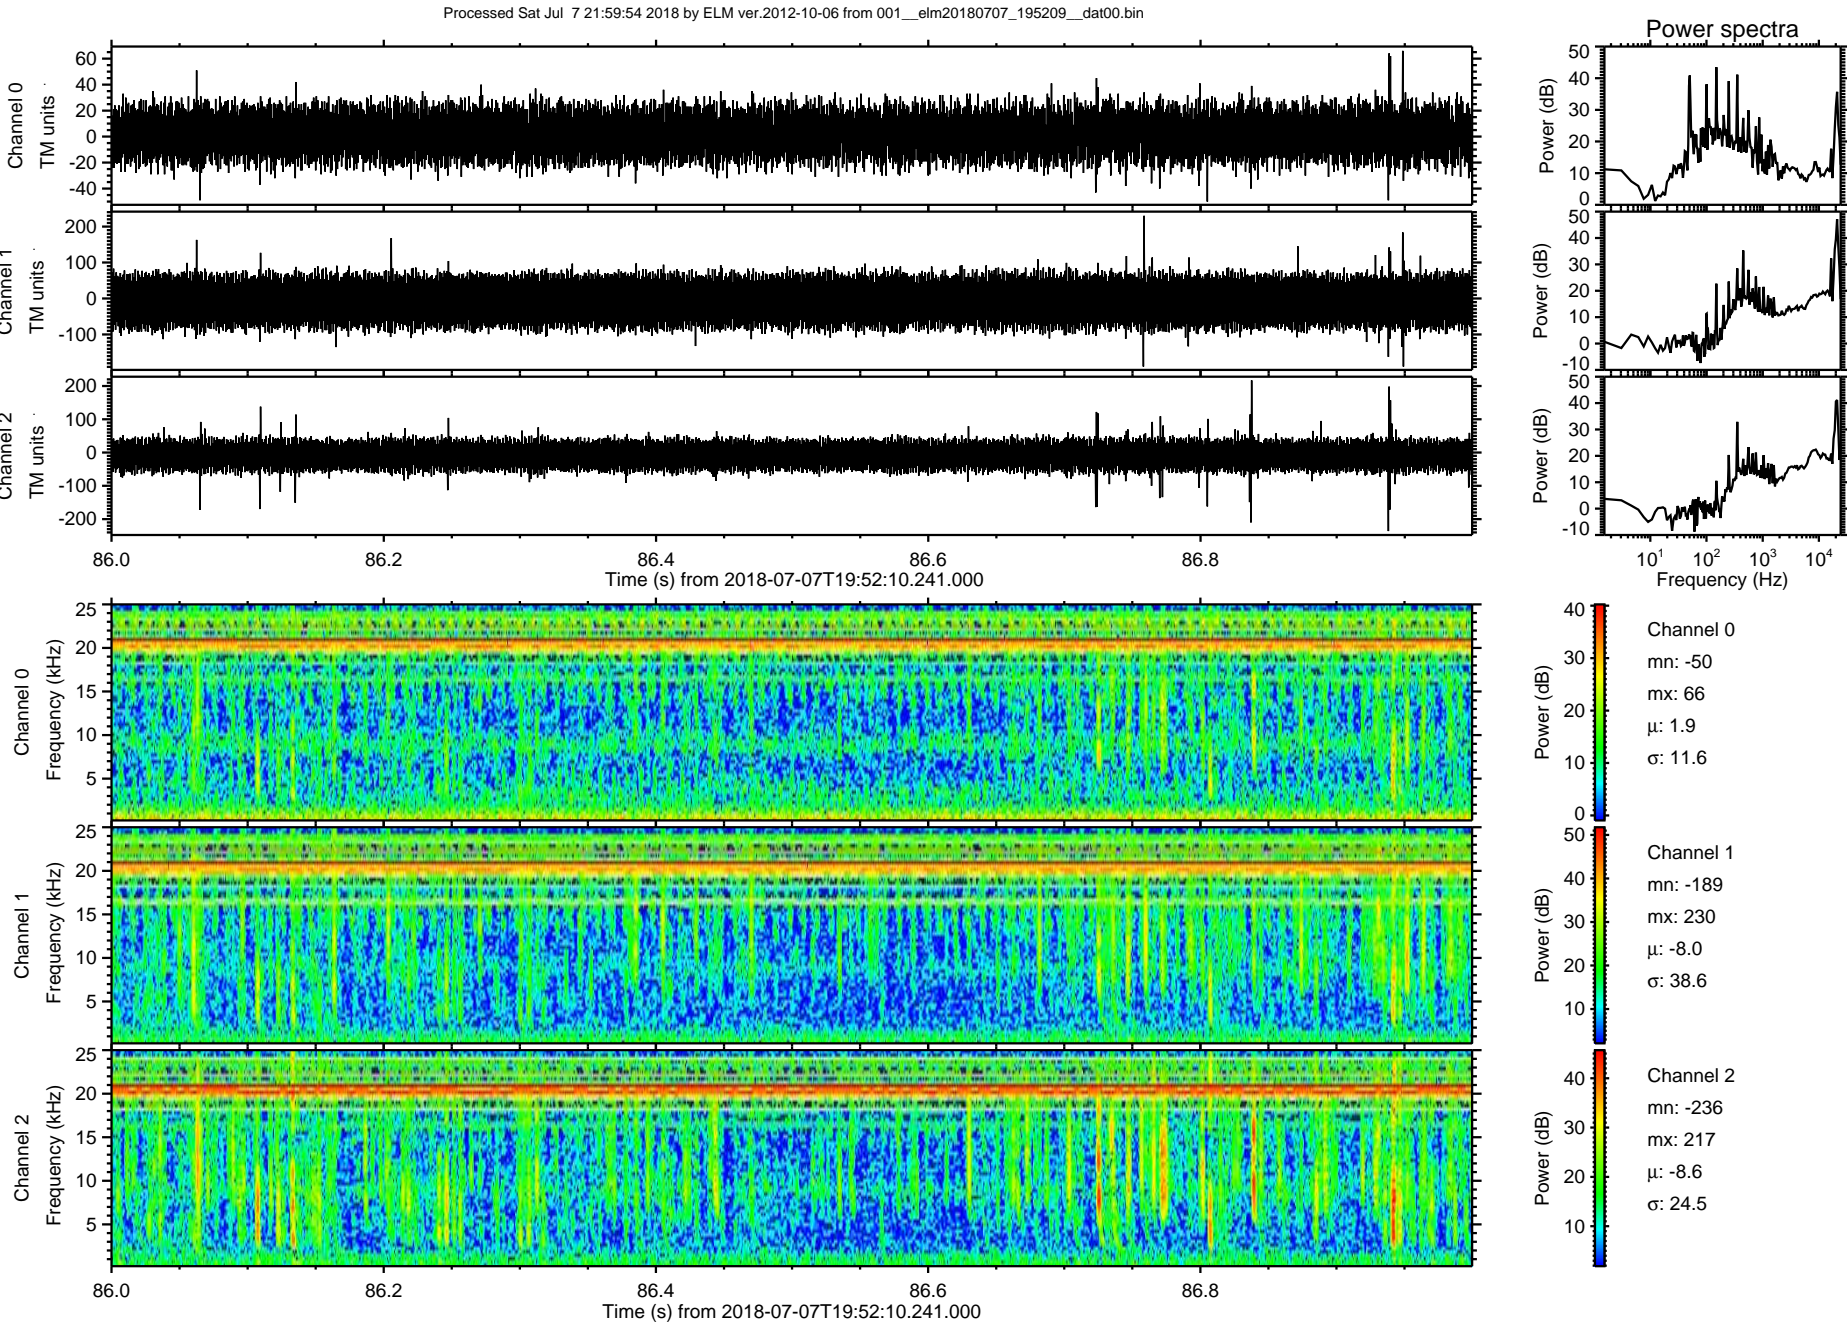 Processed Sat Jul 7 21:59:54 2018 by ELM ver.2012-10-06 from 001__elm20180707_195209__dat00.bin
Power spectra
Channel 0
TM units
60
40
20
0
-20
-40
Power (dB)
50
40
30
20
10
0
Channel 1
TM units
200
100
0
-100
Power (dB)
50
40
30
20
10
0
-10
Channel 2
TM units
200
100
0
-100
-200
Power (dB)
50
40
30
20
10
0
-10
86.0 86.2 86.4 86.6 86.8
Time (s) from 2018-07-07T19:52:10.241.000
10^1 10^2 10^3 10^4
Frequency (Hz)
Channel 0
Frequency (kHz)
25
20
15
10
5
Power (dB)
40
30
20
10
0
Channel 0
mn: -50
mx: 66
μ: 1.9
σ: 11.6
Channel 1
Frequency (kHz)
25
20
15
10
5
Power (dB)
50
40
30
20
10
Channel 1
mn: -189
mx: 230
μ: -8.0
σ: 38.6
Channel 2
Frequency (kHz)
25
20
15
10
5
Power (dB)
40
30
20
10
Channel 2
mn: -236
mx: 217
μ: -8.6
σ: 24.5
86.0 86.2 86.4 86.6 86.8
Time (s) from 2018-07-07T19:52:10.241.000